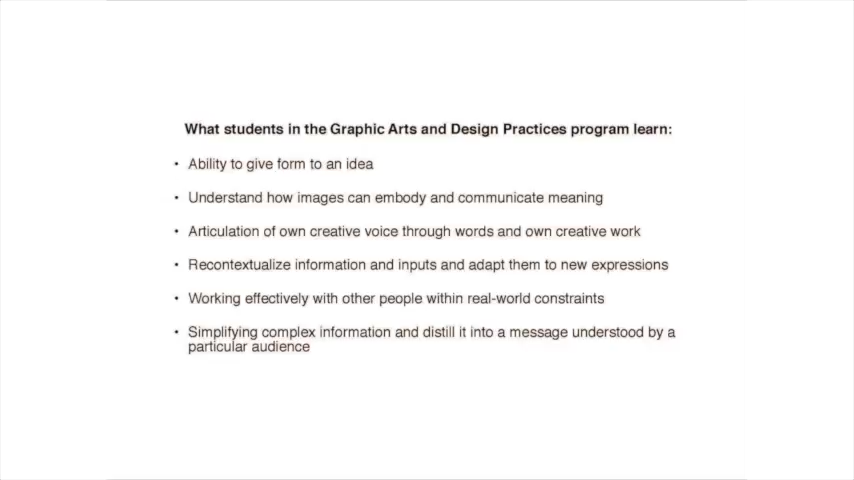 What students in the Graphic Arts and Design Practices program learn:
• Ability to give form to an idea
• Understand how images can embody and communicate meaning
• Articulation of own creative voice through words and own creative work
• Recontextualize information and inputs and adapt them to new expressions
• Working effectively with other people within real-world constraints
• Simplifying complex information and distill it into a message understood by a
particular audience